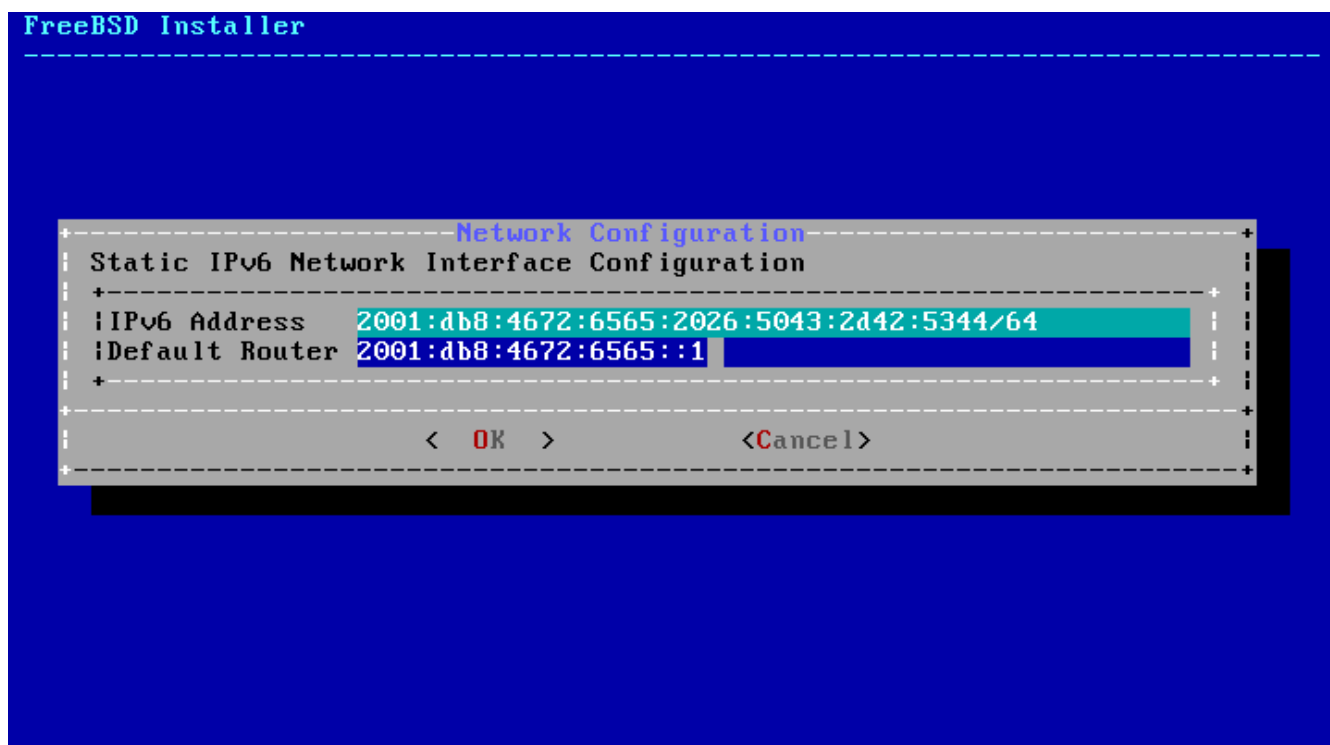 FreeBSD Installer
Network Configuration
Static IPv6 Network Interface Configuration
IPv6 Address 2001:db8:4672:6565:2026:5043:2d42:5344/64
Default Router 2001:db8:4672:6565::1
< OK > <Cancel>